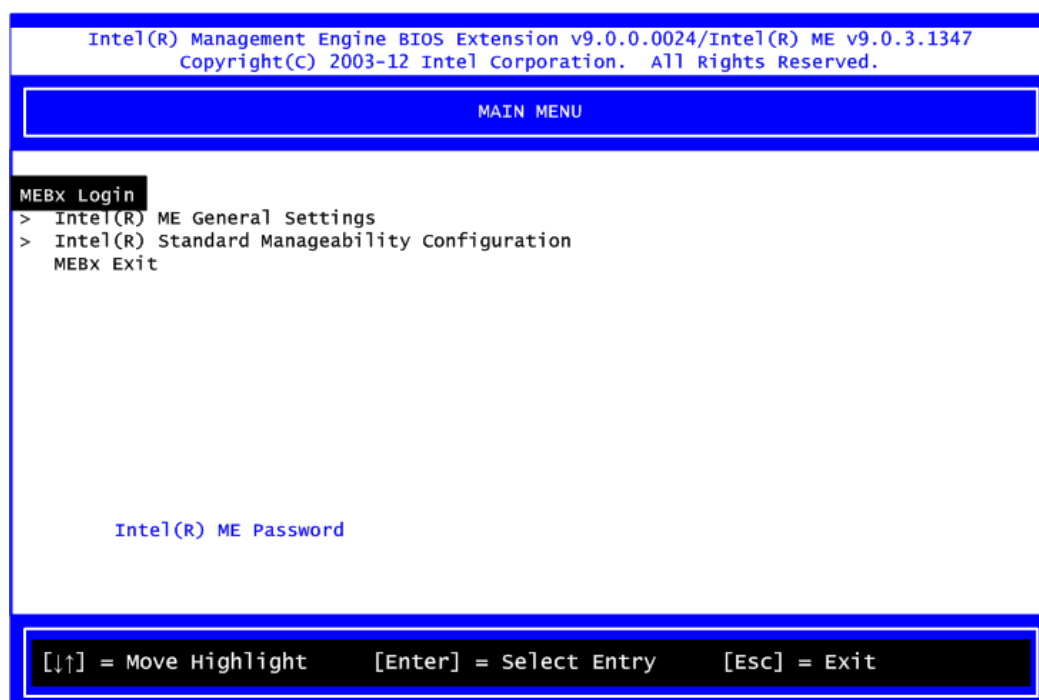 Intel(R) Management Engine BIOS Extension v9.0.0.0024/Intel(R) ME v9.0.3.1347
Copyright(C) 2003-12 Intel Corporation.  All Rights Reserved.
MAIN MENU
MEBx Login
>  Intel(R) ME General Settings
>  Intel(R) Standard Manageability Configuration
MEBx Exit
Intel(R) ME Password
[↓↑] = Move Highlight  [Enter] = Select Entry  [Esc] = Exit